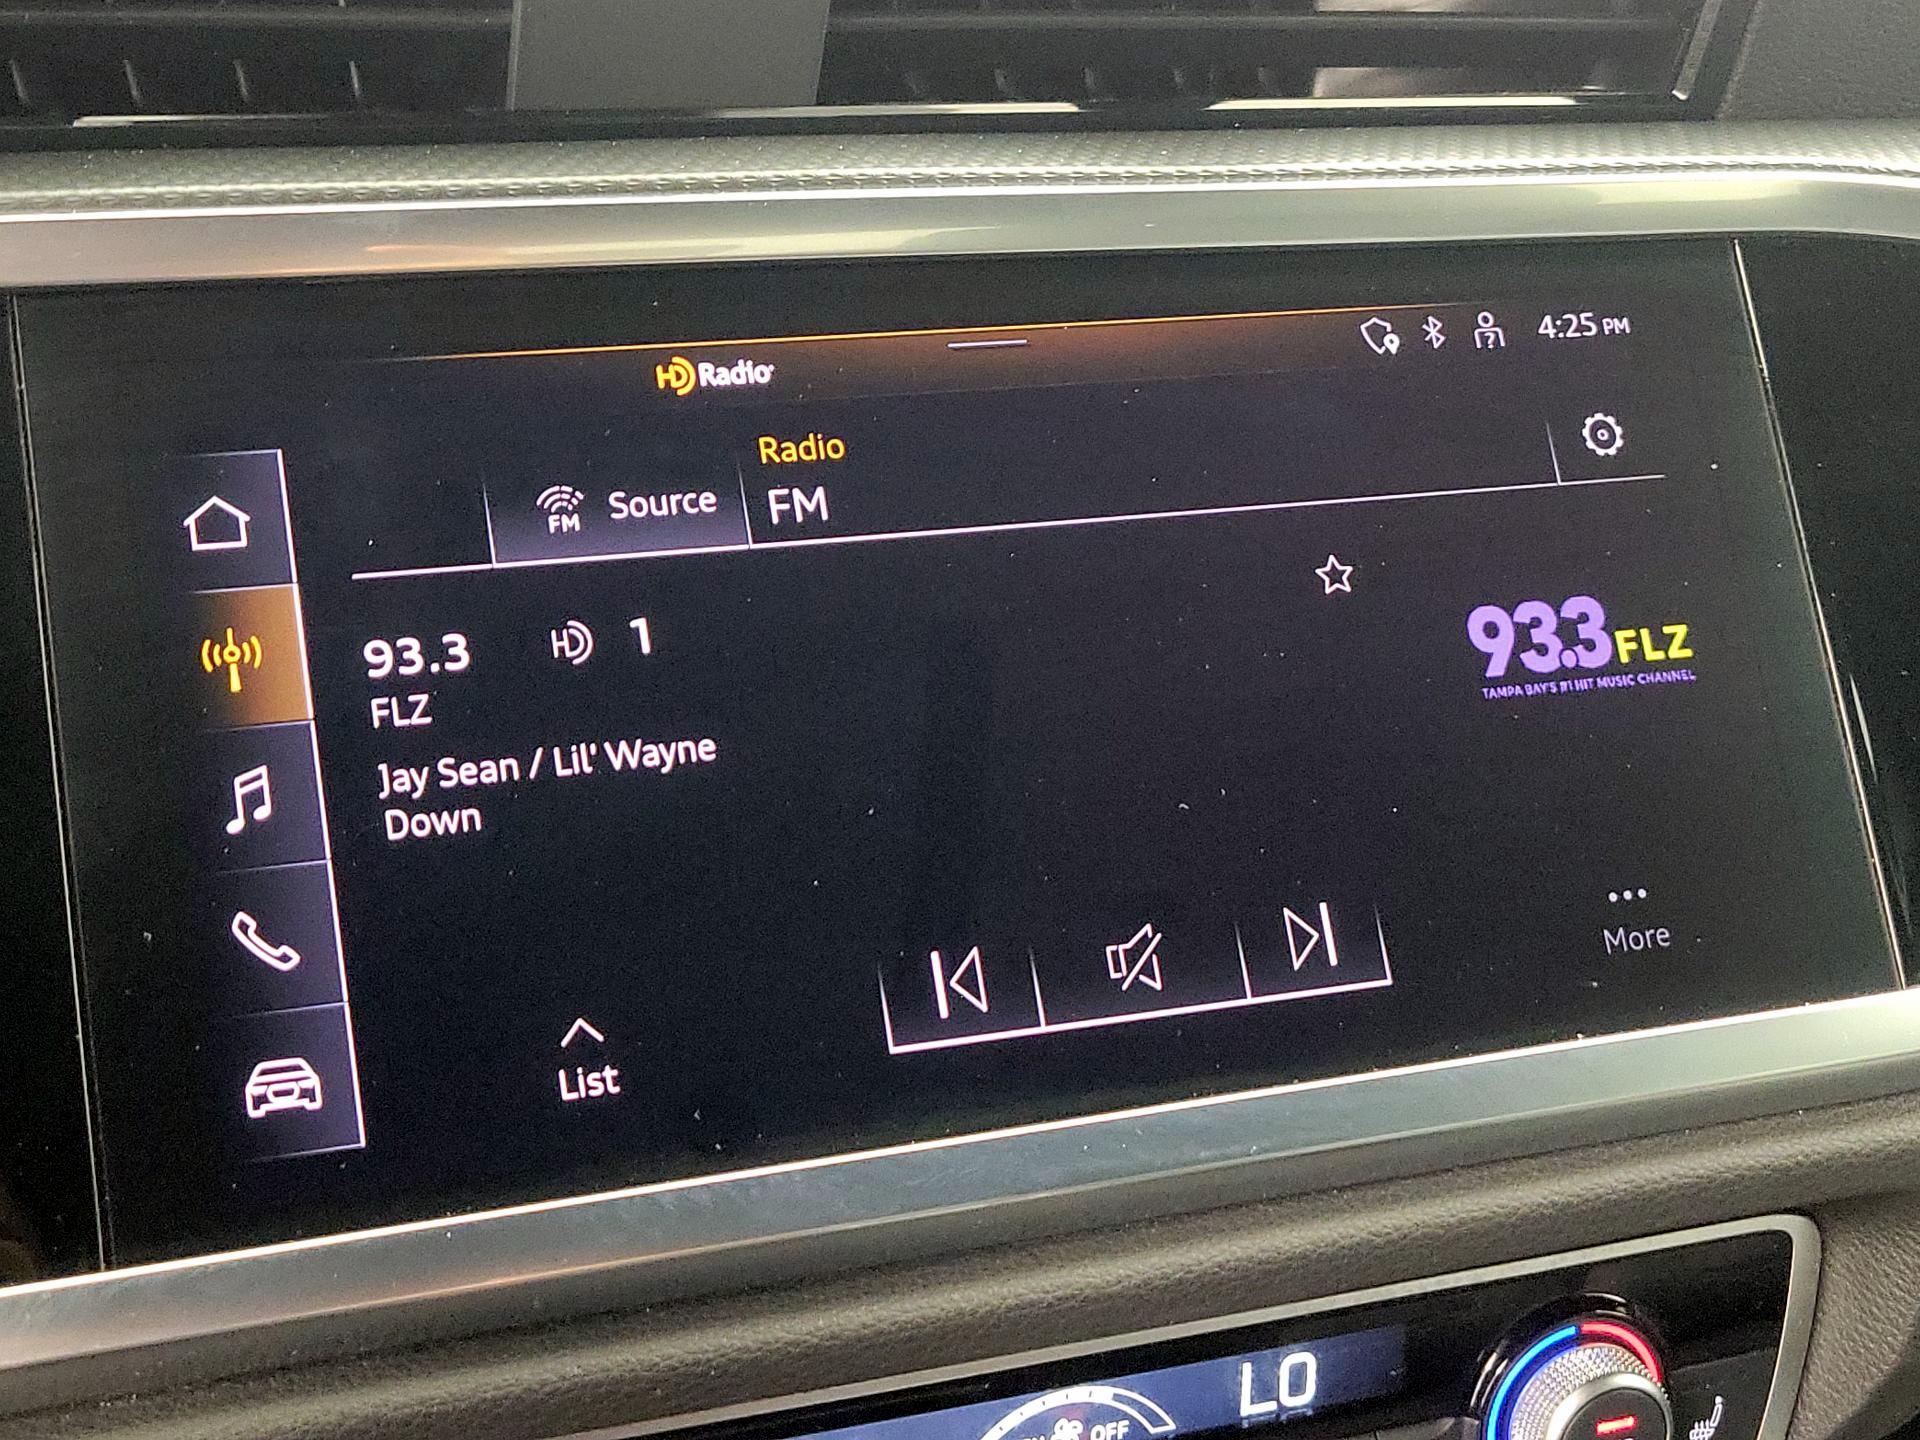 HD Radio
4:25 PM
Radio
FM Source
FM
93.3 HD 1
FLZ
Jay Sean / Lil' Wayne
Down
93.3 FLZ
TAMPA BAY'S #1 HIT MUSIC CHANNEL
More
List
LO
OFF